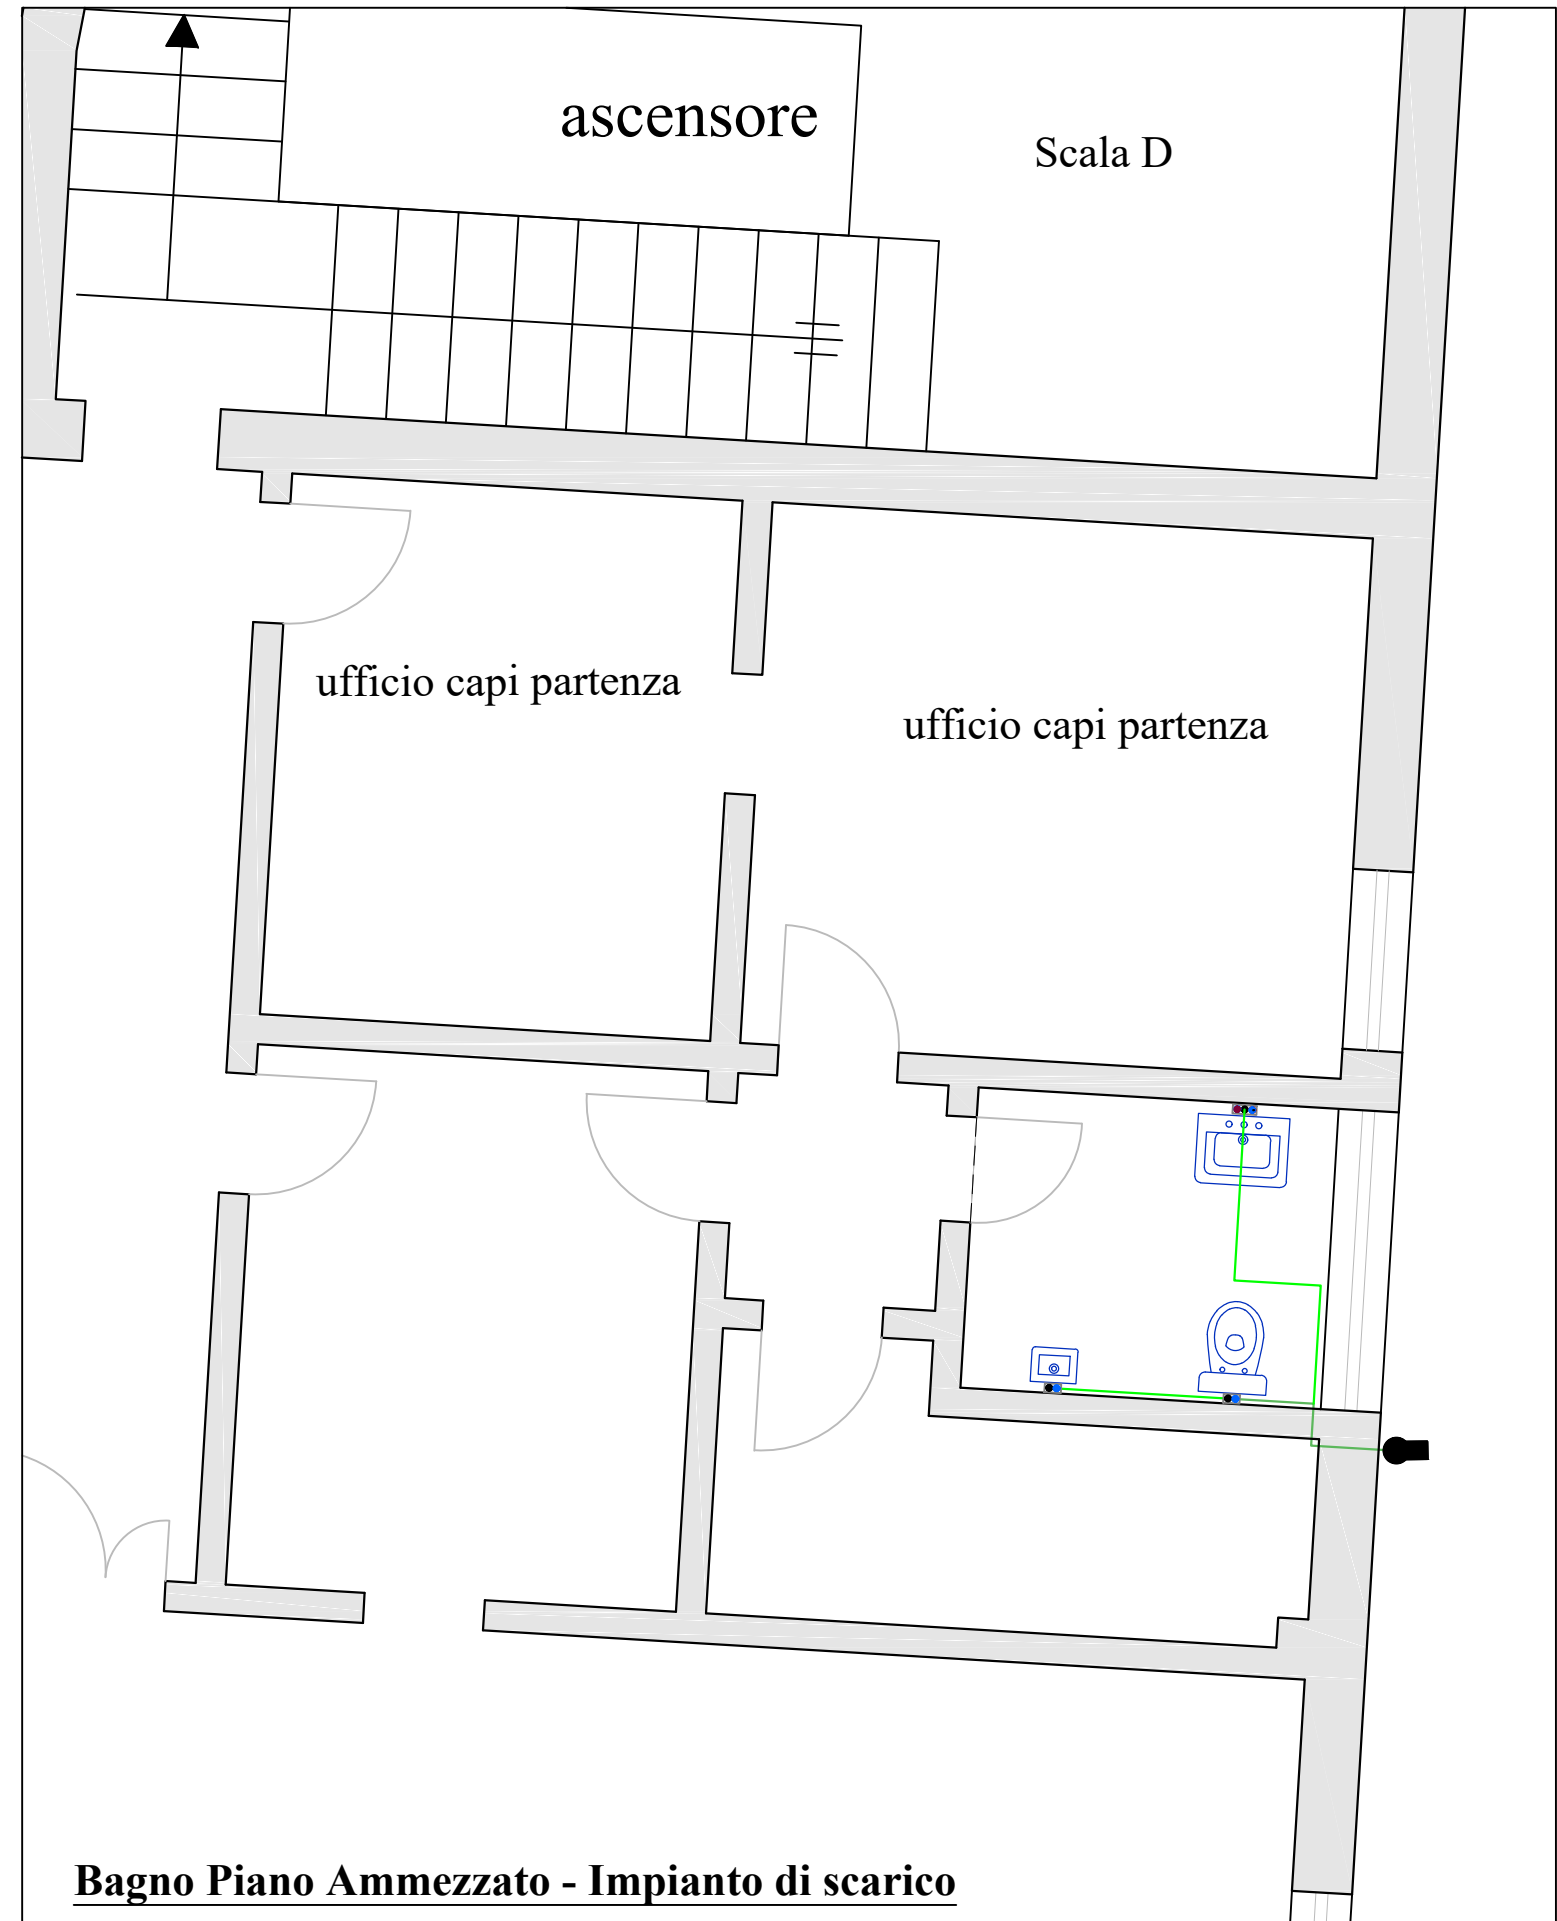 ascensore
Scala D
ufficio capi partenza
ufficio capi partenza
Bagno Piano Ammezzato - Impianto di scarico